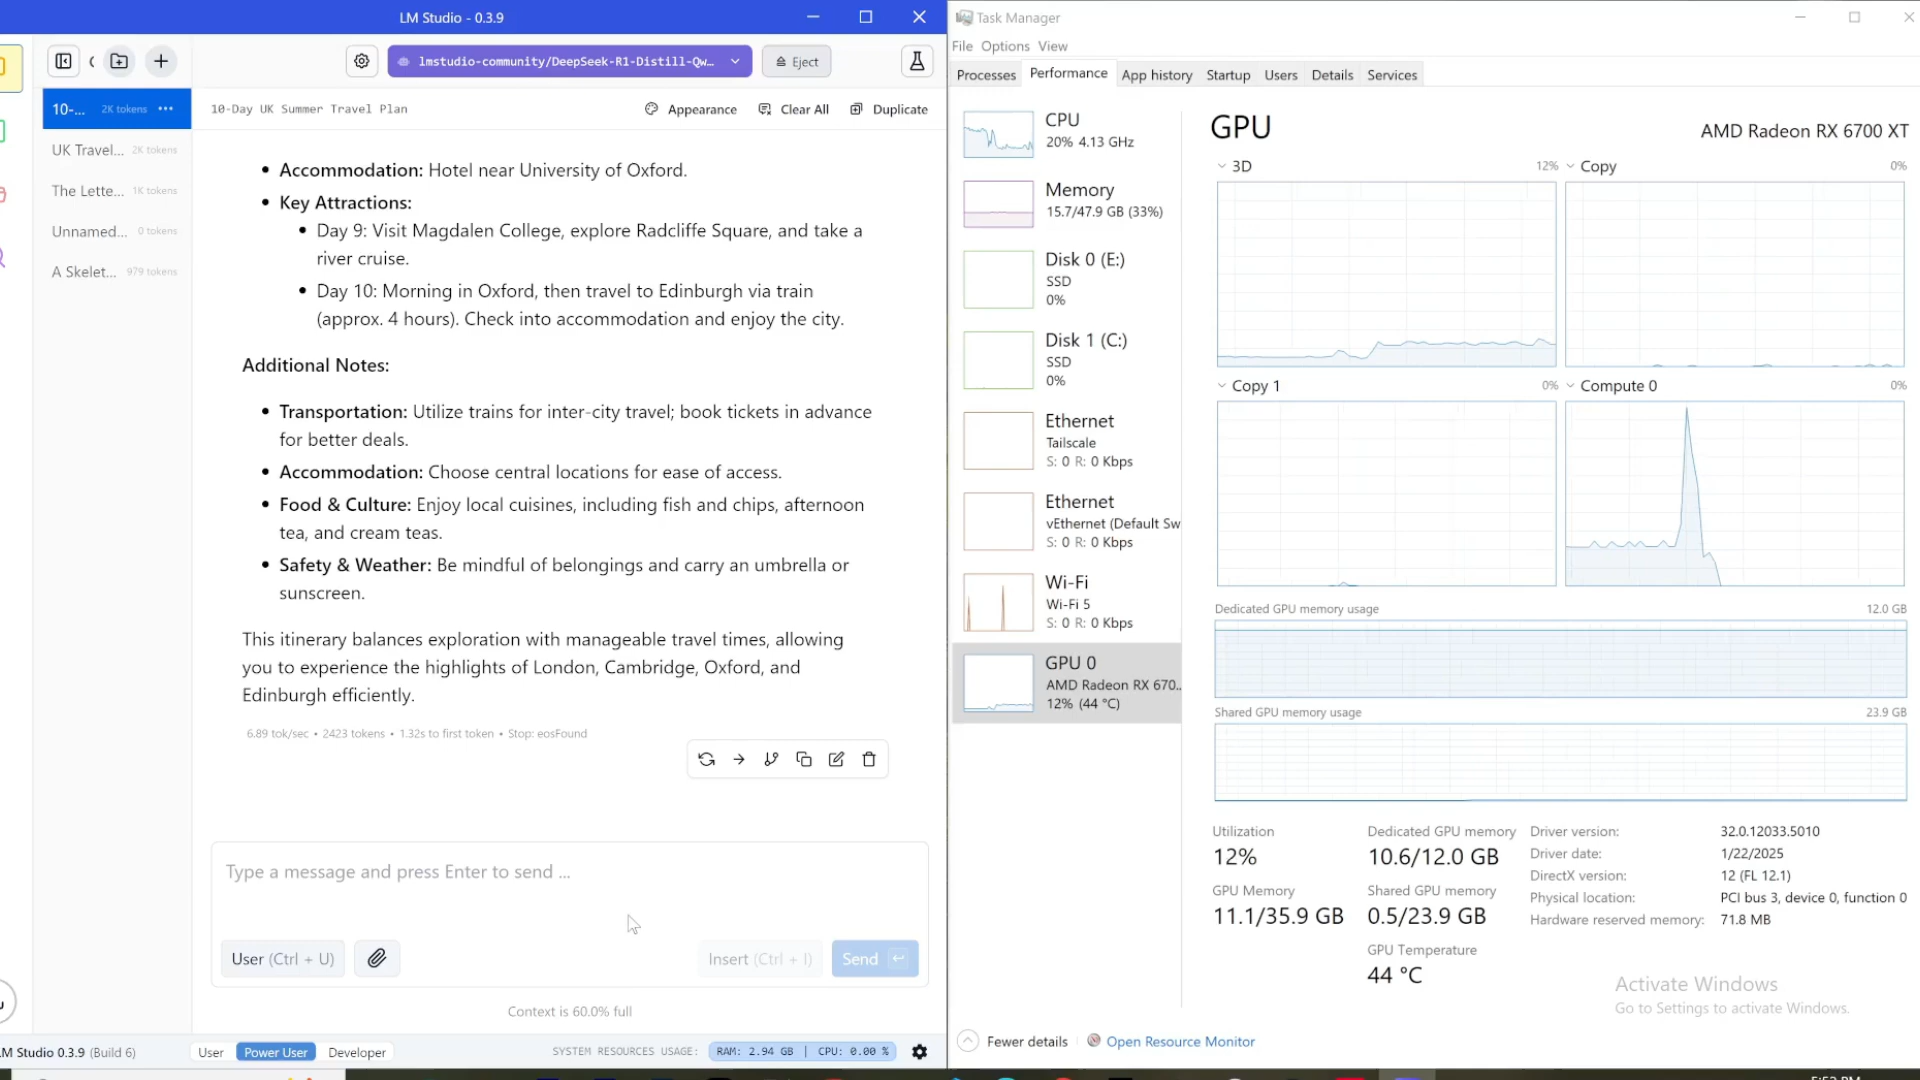 LM Studio - 0.3.9
lmstudio-community/DeepSeek-R1-Distill-Qw...
Eject
10-... 2K tokens
10-Day UK Summer Travel Plan
Appearance
Clear All
Duplicate
UK Travel... 2K tokens
The Lette... 1K tokens
Unnamed... 0 tokens
A Skelet... 979 tokens
• Accommodation: Hotel near University of Oxford.
• Key Attractions:
• Day 9: Visit Magdalen College, explore Radcliffe Square, and take a
river cruise.
• Day 10: Morning in Oxford, then travel to Edinburgh via train
(approx. 4 hours). Check into accommodation and enjoy the city.
Additional Notes:
• Transportation: Utilize trains for inter-city travel; book tickets in advance
for better deals.
• Accommodation: Choose central locations for ease of access.
• Food & Culture: Enjoy local cuisines, including fish and chips, afternoon
tea, and cream teas.
• Safety & Weather: Be mindful of belongings and carry an umbrella or
sunscreen.
This itinerary balances exploration with manageable travel times, allowing
you to experience the highlights of London, Cambridge, Oxford, and
Edinburgh efficiently.
6.89 tok/sec • 2423 tokens • 1.32s to first token • Stop: eosFound
Type a message and press Enter to send ...
User (Ctrl + U)
Insert (Ctrl + I)
Send
Context is 60.0% full
M Studio 0.3.9 (Build 6)
User
Power User
Developer
SYSTEM RESOURCES USAGE: RAM: 2.94 GB | CPU: 0.00 %
Task Manager
File Options View
Processes Performance App history Startup Users Details Services
CPU
20% 4.13 GHz
Memory
15.7/47.9 GB (33%)
Disk 0 (E:)
SSD
0%
Disk 1 (C:)
SSD
0%
Ethernet
Tailscale
S: 0 R: 0 Kbps
Ethernet
vEthernet (Default Sw
S: 0 R: 0 Kbps
Wi-Fi
Wi-Fi 5
S: 0 R: 0 Kbps
GPU 0
AMD Radeon RX 670...
12% (44 °C)
GPU
AMD Radeon RX 6700 XT
3D 12%
Copy 0%
Copy 1 0%
Compute 0 0%
Dedicated GPU memory usage 12.0 GB
Shared GPU memory usage 23.9 GB
Utilization
12%
Dedicated GPU memory
10.6/12.0 GB
GPU Memory
11.1/35.9 GB
Shared GPU memory
0.5/23.9 GB
GPU Temperature
44 °C
Driver version: 32.0.12033.5010
Driver date: 1/22/2025
DirectX version: 12 (FL 12.1)
Physical location: PCI bus 3, device 0, function 0
Hardware reserved memory: 71.8 MB
Activate Windows
Go to Settings to activate Windows.
Fewer details
Open Resource Monitor